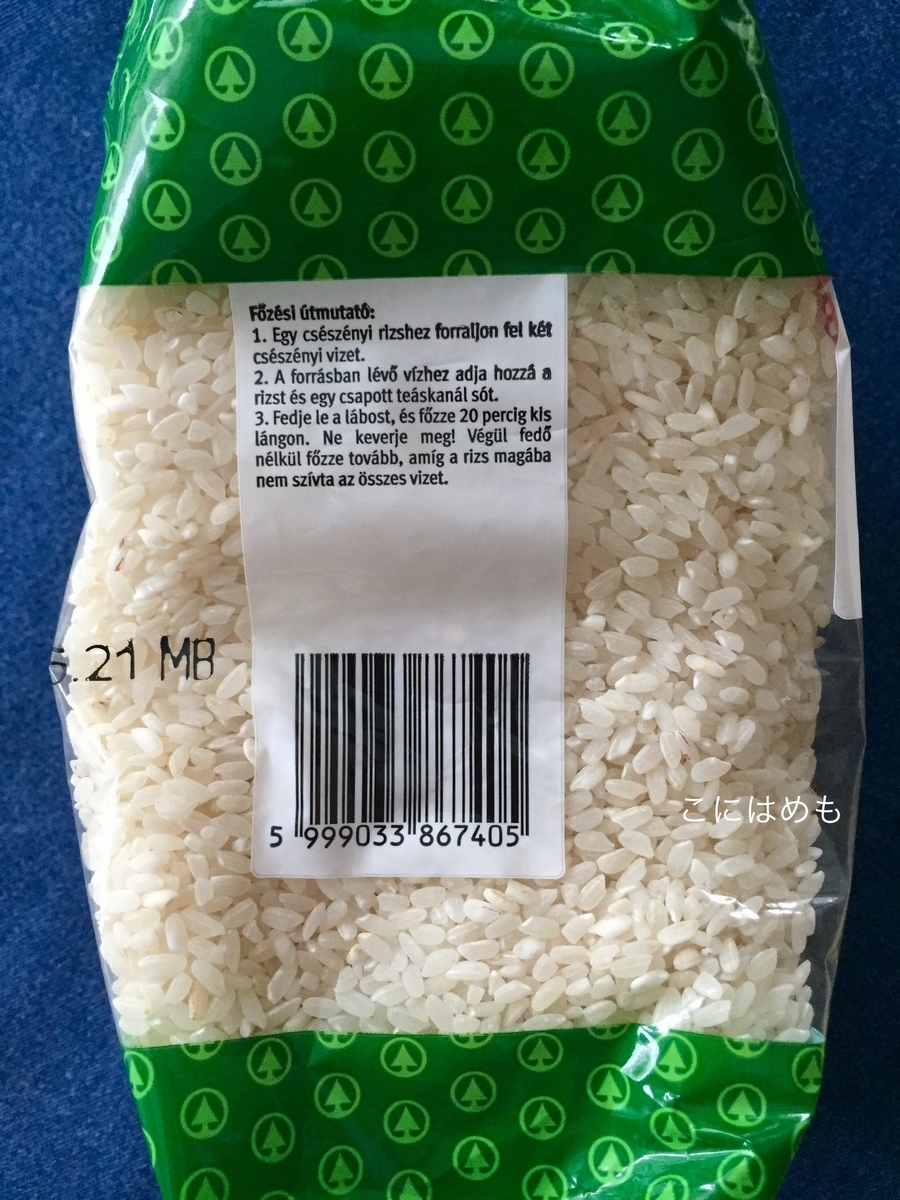 Főzési útmutató:
1. Egy csészényi rizshez forraljon fel két
csészényi vizet.
2. A forrásban lévő vízhez adja hozzá a
rizst és egy csapott teáskanál sót.
3. Fedje le a lábost, és főzze 20 percig kis
lángon. Ne keverje meg! Végül fedő
nélkül főzze tovább, amíg a rizs magába
nem szívta az összes vizet.
.21 MB
こにはめも
5 999033 867405